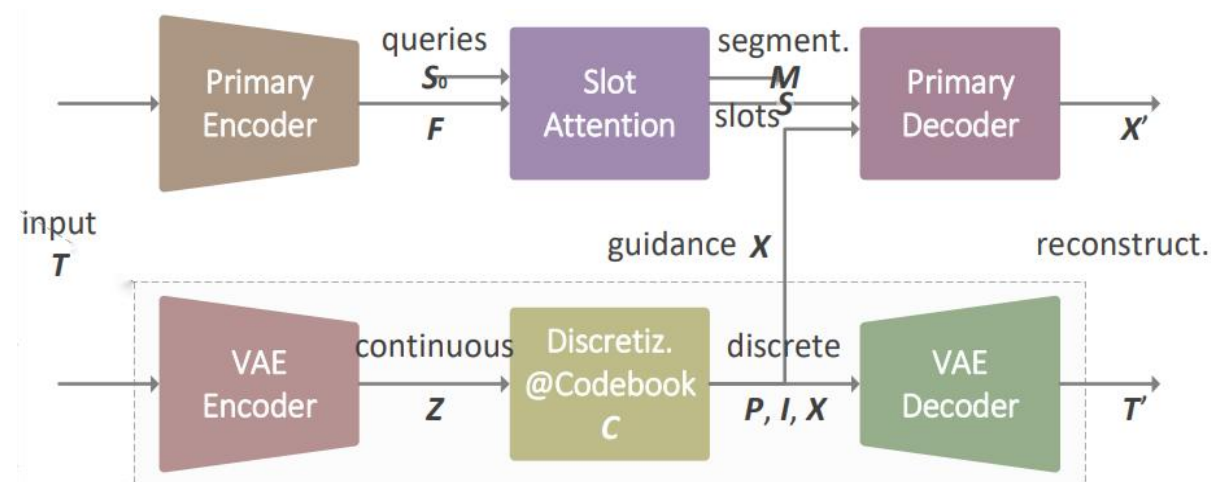 queries
segment.
Primary
Encoder
S₀
F
Slot
Attention
M
S
slots
Primary
Decoder
X'
input
T
guidance X
reconstruct.
VAE
Encoder
continuous
Z
Discretiz.
@Codebook
C
discrete
P, I, X
VAE
Decoder
T'